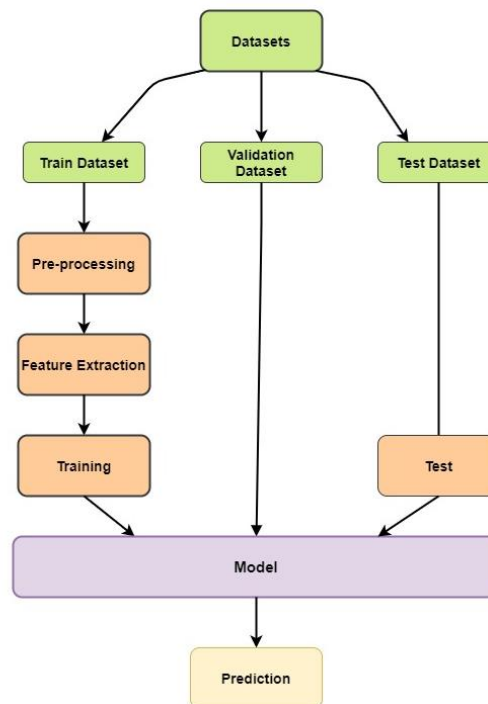 Datasets
Train Dataset
Validation
Dataset
Test Dataset
Pre-processing
Feature Extraction
Training
Test
Model
Prediction